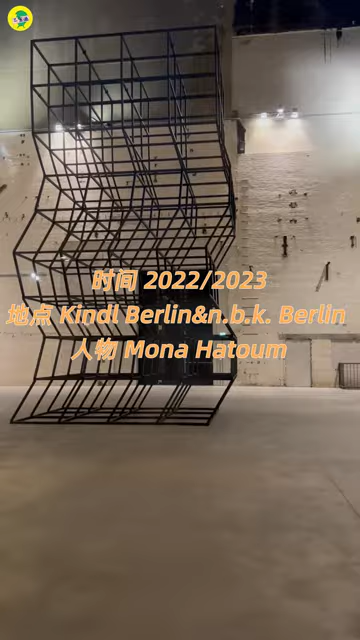 时间 2022/2023
地点 Kindl Berlin&n.b.k. Berlin
人物 Mona Hatoum